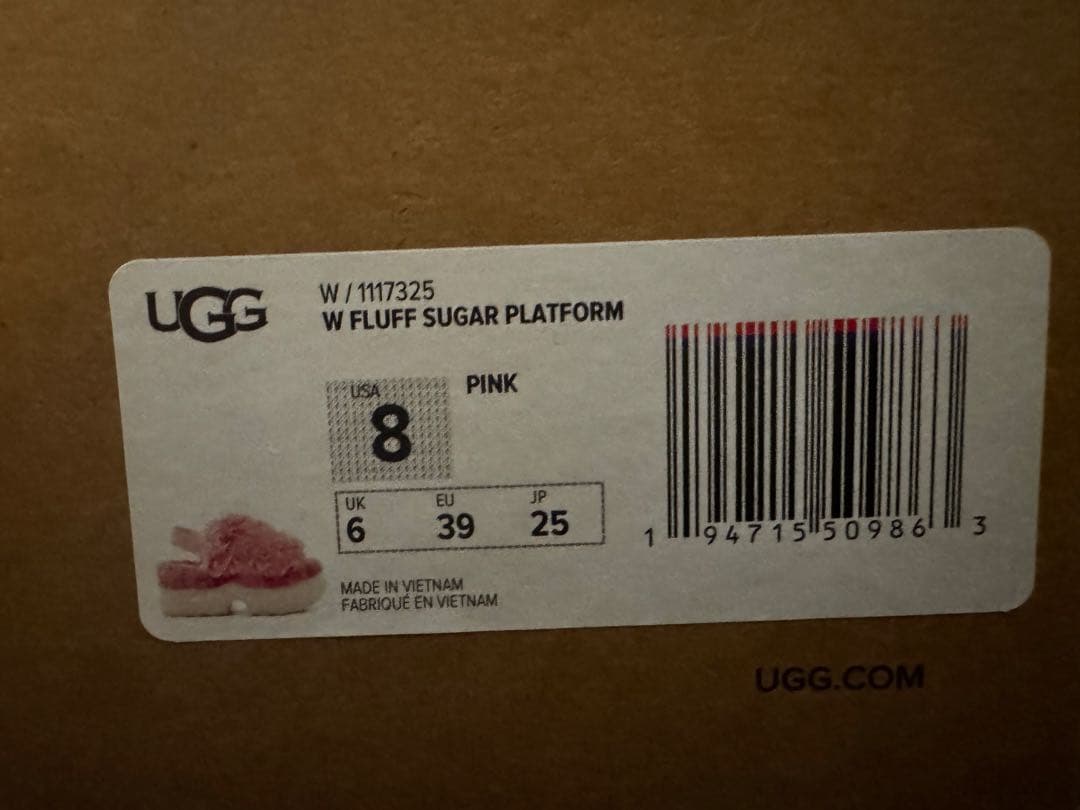 UGG
W / 1117325
W FLUFF SUGAR PLATFORM
USA
8
PINK
UK EU JP
6 39 25
MADE IN VIETNAM
FABRIQUÉ EN VIETNAM
1 94715 50986 3
UGG.COM